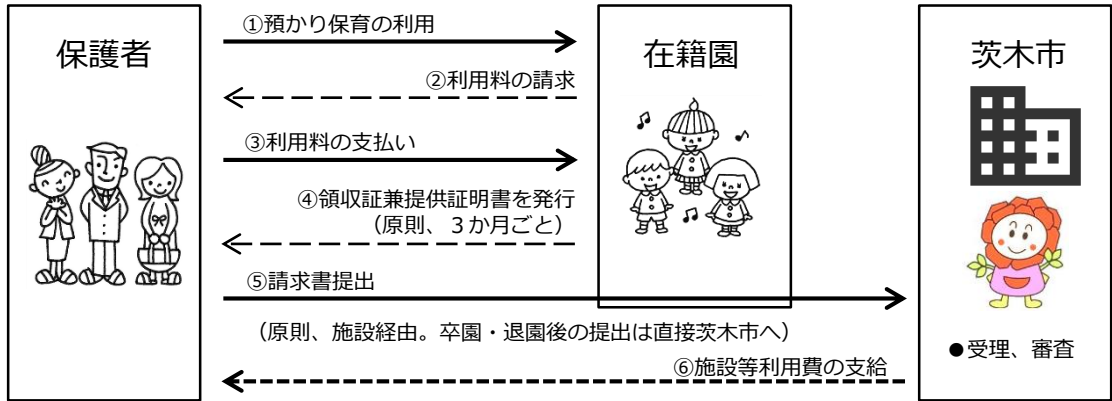 保護者
①預かり保育の利用
在籍園
茨木市
②利用料の請求
③利用料の支払い
④領収証兼提供証明書を発行
（原則、３か月ごと）
⑤請求書提出
（原則、施設経由。卒園・退園後の提出は直接茨木市へ）
●受理、審査
⑥施設等利用費の支給